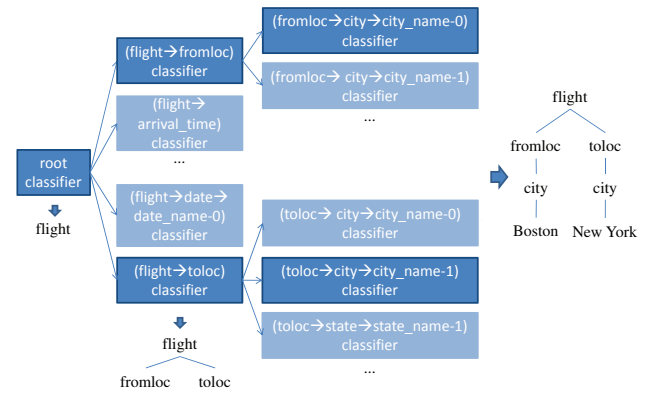 root
classifier
flight
(flight→fromloc)
classifier
(flight→
arrival_time)
classifier
...
(flight→date→
date_name-0)
classifier
(flight→toloc)
classifier
flight
fromloc toloc
(fromloc→city→city_name-0)
classifier
(fromloc→ city→city_name-1)
classifier
...
(toloc→ city→city_name-0)
classifier
(toloc→city→city_name-1)
classifier
(toloc→state→state_name-1)
classifier
...
flight
fromloc toloc
city city
Boston New York